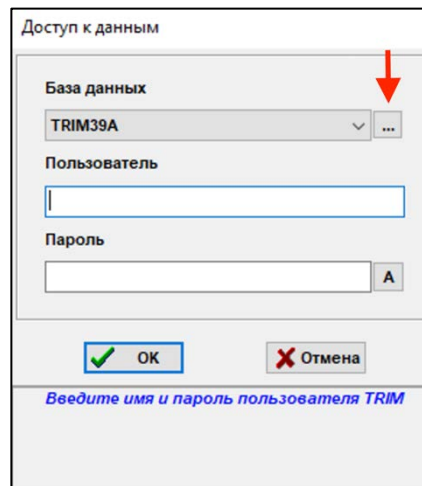 Доступ к данным
База данных
TRIM39A ...
Пользователь
Пароль
A
OK Отмена
Введите имя и пароль пользователя TRIM